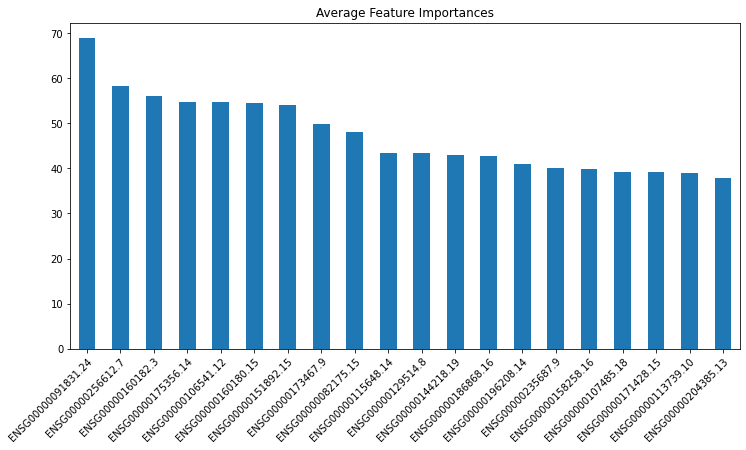 Average Feature Importances
70
60
50
40
30
20
10
0
ENSG00000091831.24
ENSG00000256612.7
ENSG00000160182.3
ENSG00000175356.14
ENSG00000106541.12
ENSG00000160180.15
ENSG00000151892.15
ENSG00000173467.9
ENSG00000082175.15
ENSG00000115648.14
ENSG00000129514.8
ENSG00000144218.19
ENSG00000186868.16
ENSG00000196208.14
ENSG00000235687.9
ENSG00000158258.16
ENSG00000107485.18
ENSG00000171428.15
ENSG00000113739.10
ENSG00000204385.13